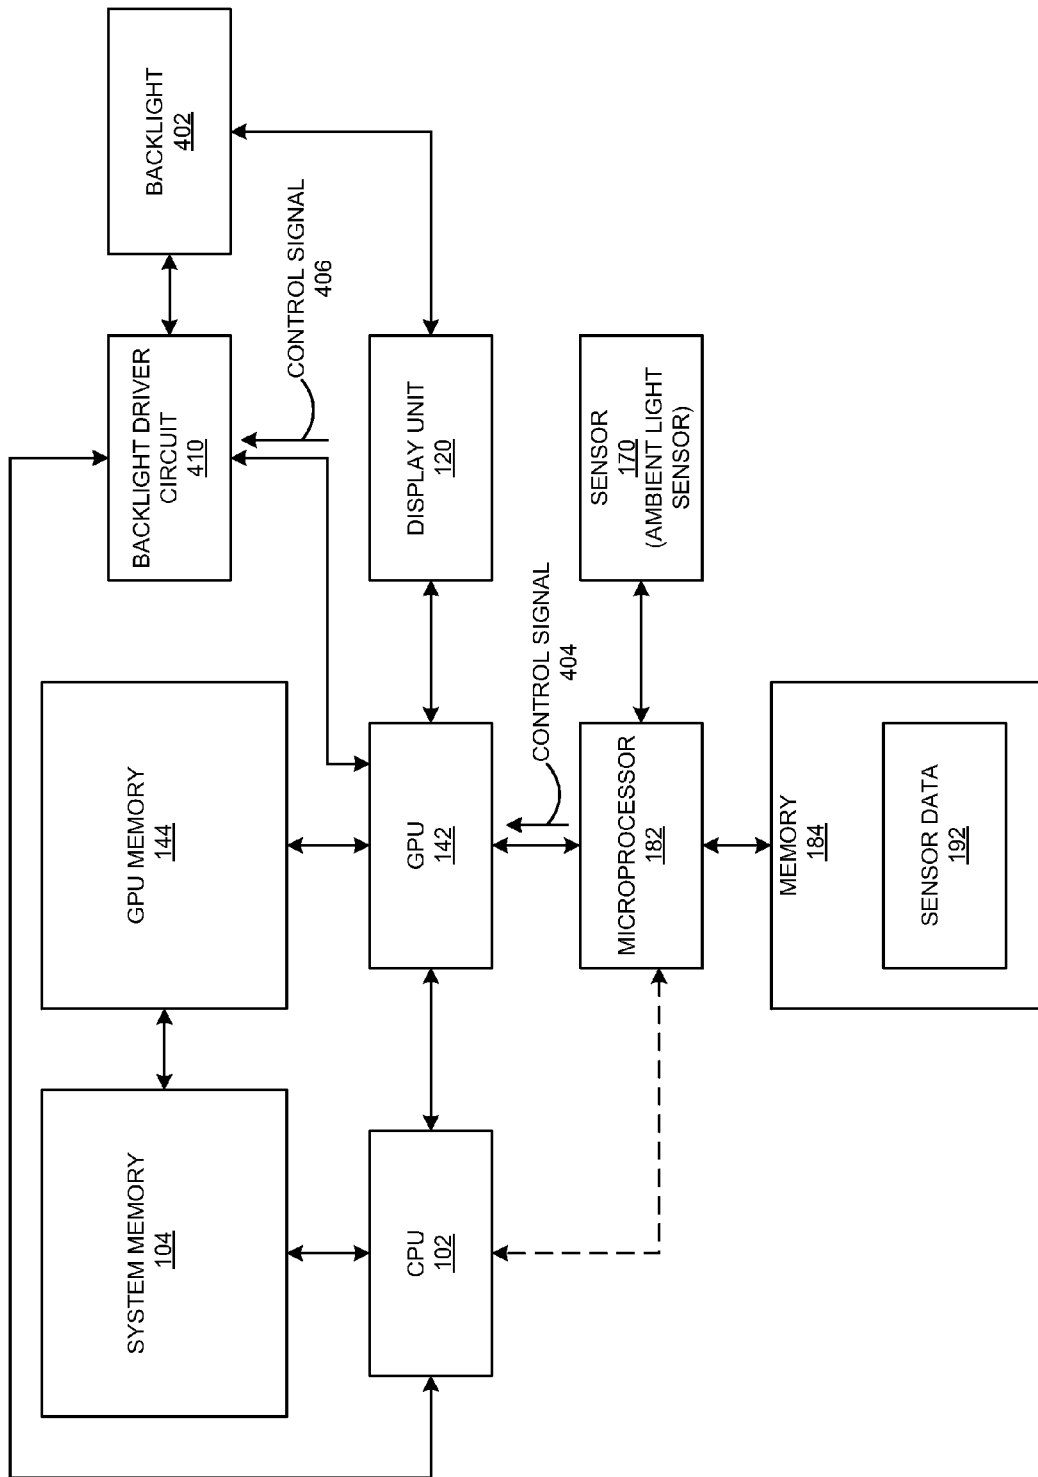 SYSTEM MEMORY
104
GPU MEMORY
144
BACKLIGHT DRIVER
CIRCUIT
410
BACKLIGHT
402
CONTROL SIGNAL
406
CPU
102
GPU
142
DISPLAY UNIT
120
CONTROL SIGNAL
404
MICROPROCESSOR
182
SENSOR
170
(AMBIENT LIGHT
SENSOR)
MEMORY
184
SENSOR DATA
192